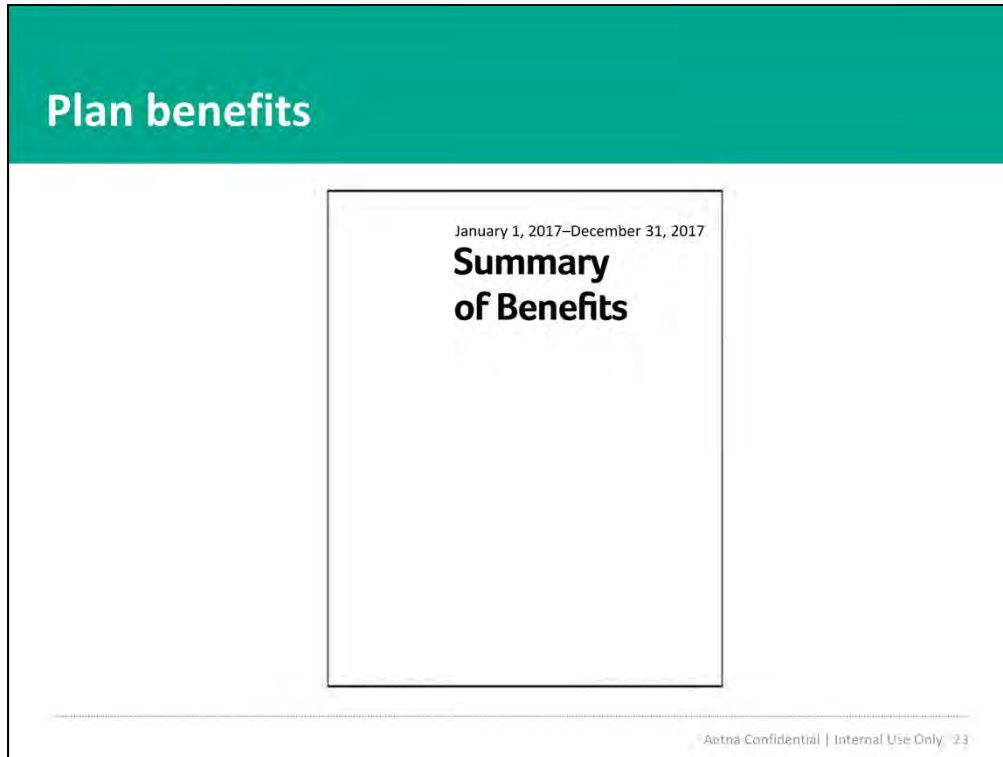 Plan benefits
January 1, 2017–December 31, 2017
Summary
of Benefits
Aetna Confidential | Internal Use Only 23